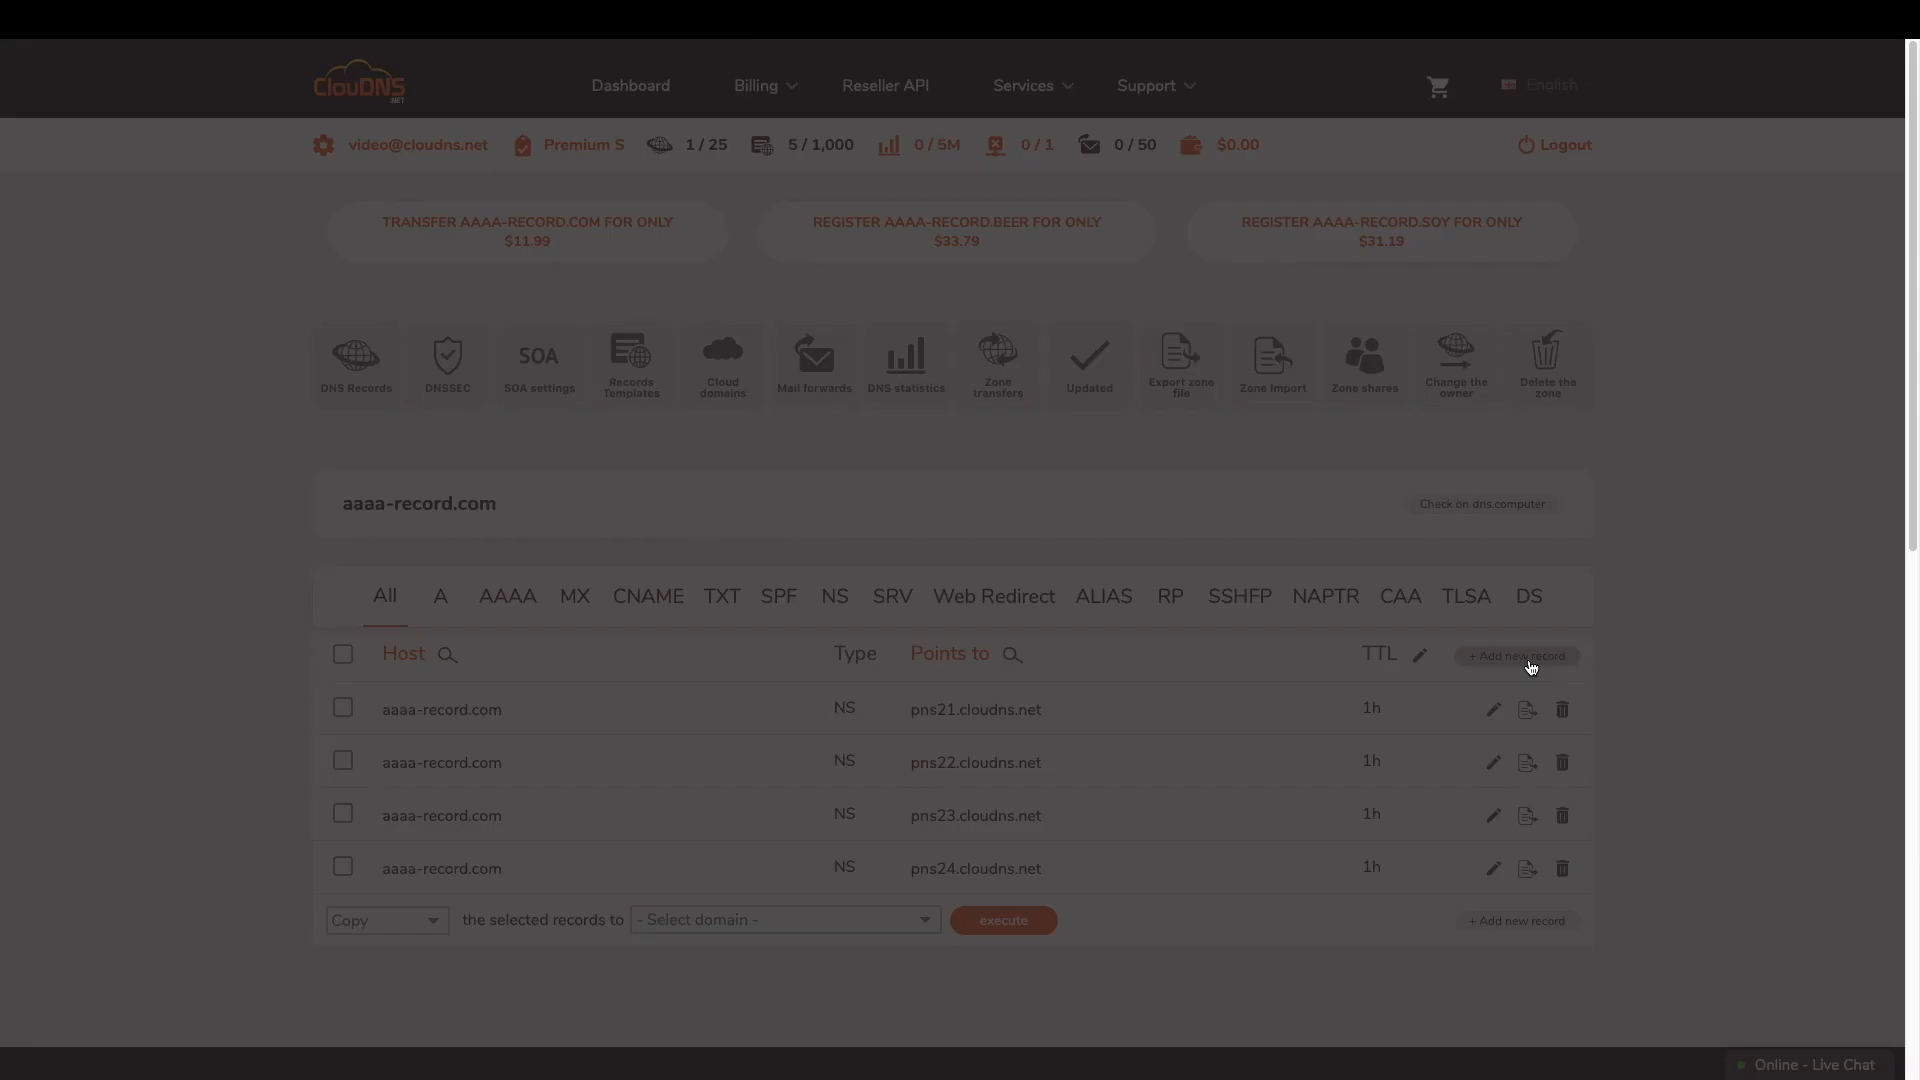 ClouDNS
.NET
Dashboard Billing Reseller API Services Support English
video@cloudns.net Premium S 1 / 25 5 / 1,000 0 / 5M 0 / 1 0 / 50 $0.00 Logout
TRANSFER AAAA-RECORD.COM FOR ONLY
$11.99
REGISTER AAAA-RECORD.BEER FOR ONLY
$33.79
REGISTER AAAA-RECORD.SOY FOR ONLY
$31.19
DNS Records
DNSSEC
SOA
SOA settings
Records
Templates
Cloud
domains
Mail forwards
DNS statistics
Zone
transfers
Updated
Export zone
file
Zone Import
Zone shares
Change the
owner
Delete the
zone
aaaa-record.com Check on dns.computer
All A AAAA MX CNAME TXT SPF NS SRV Web Redirect ALIAS RP SSHFP NAPTR CAA TLSA DS
Host Type Points to TTL + Add new record
aaaa-record.com NS pns21.cloudns.net 1h
aaaa-record.com NS pns22.cloudns.net 1h
aaaa-record.com NS pns23.cloudns.net 1h
aaaa-record.com NS pns24.cloudns.net 1h
Copy the selected records to - Select domain - execute + Add new record
Online - Live Chat